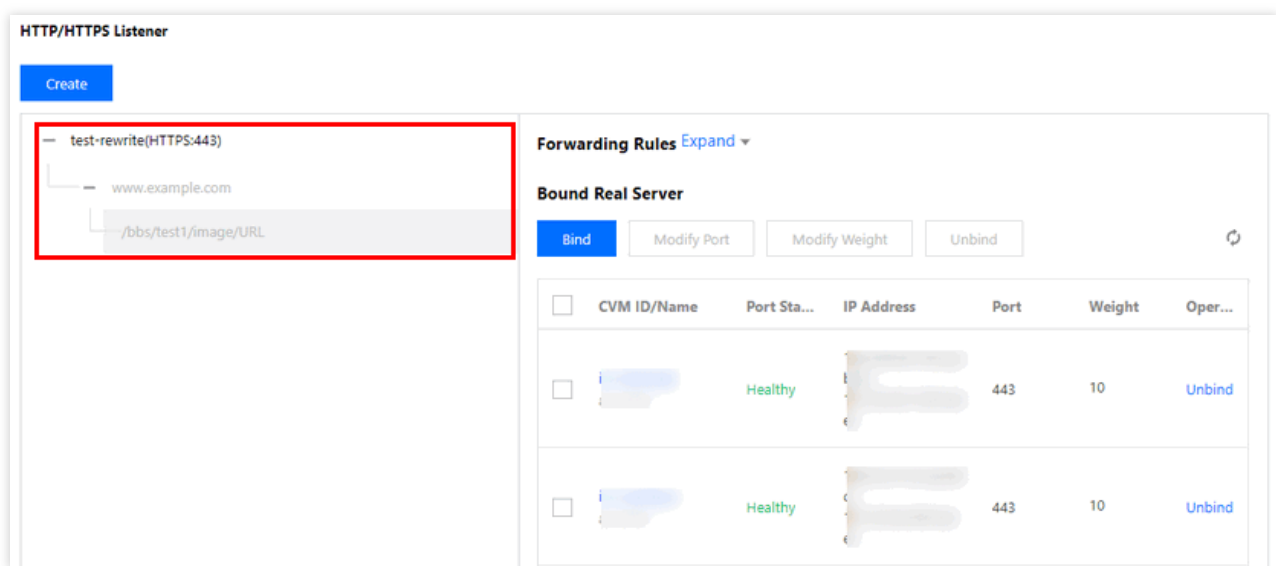 HTTP/HTTPS Listener
Create
test-rewrite(HTTPS:443)
www.example.com
/bbs/test1/image/URL
Forwarding Rules Expand
Bound Real Server
Bind Modify Port Modify Weight Unbind
CVM ID/Name Port Sta... IP Address Port Weight Oper...
Healthy 443 10 Unbind
Healthy 443 10 Unbind